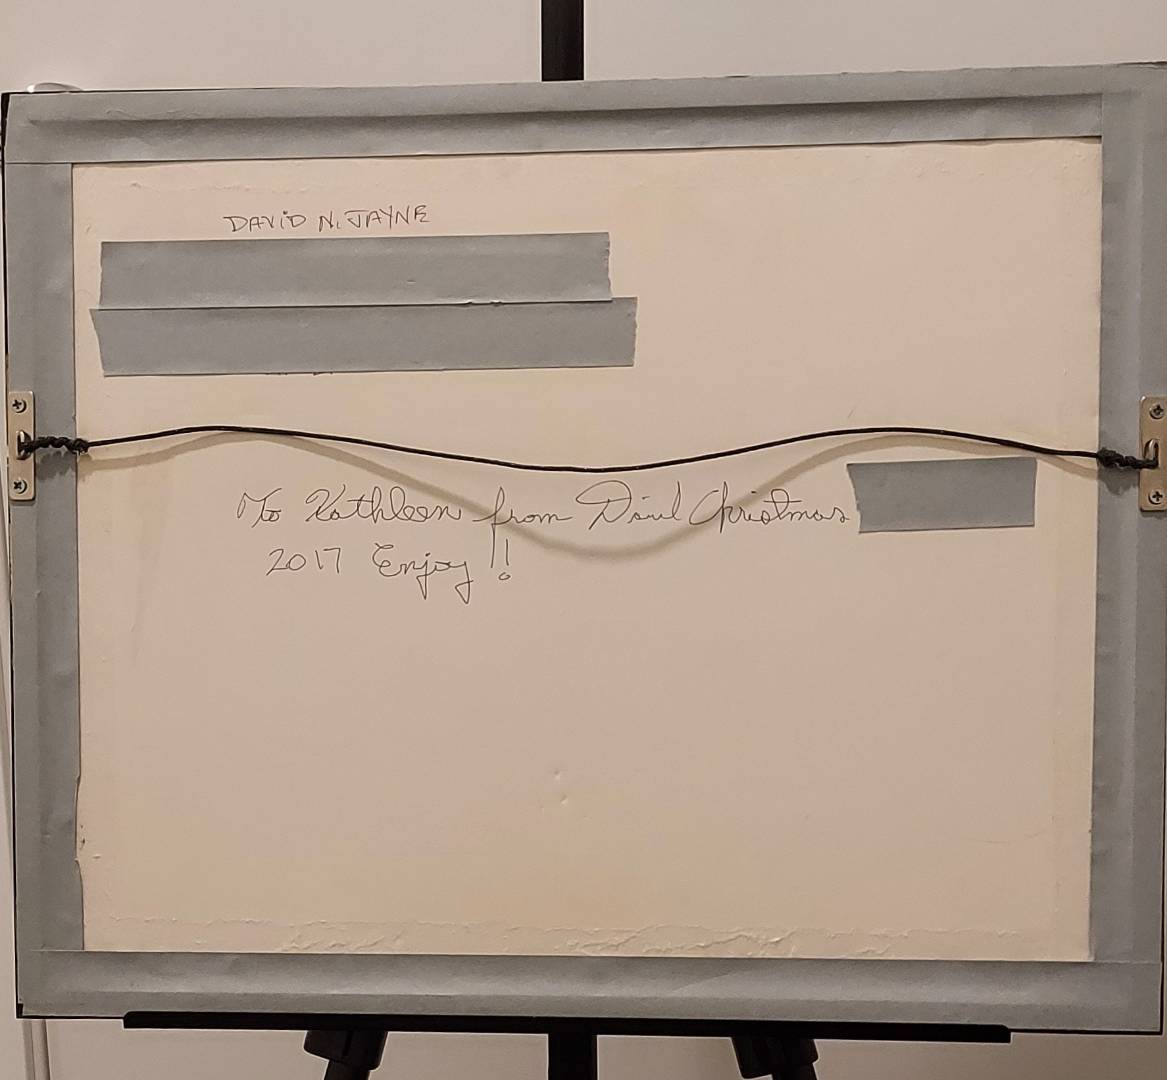 DAVID N. JAYNE
To Kathleen from David Christmas
2017 Enjoy!!